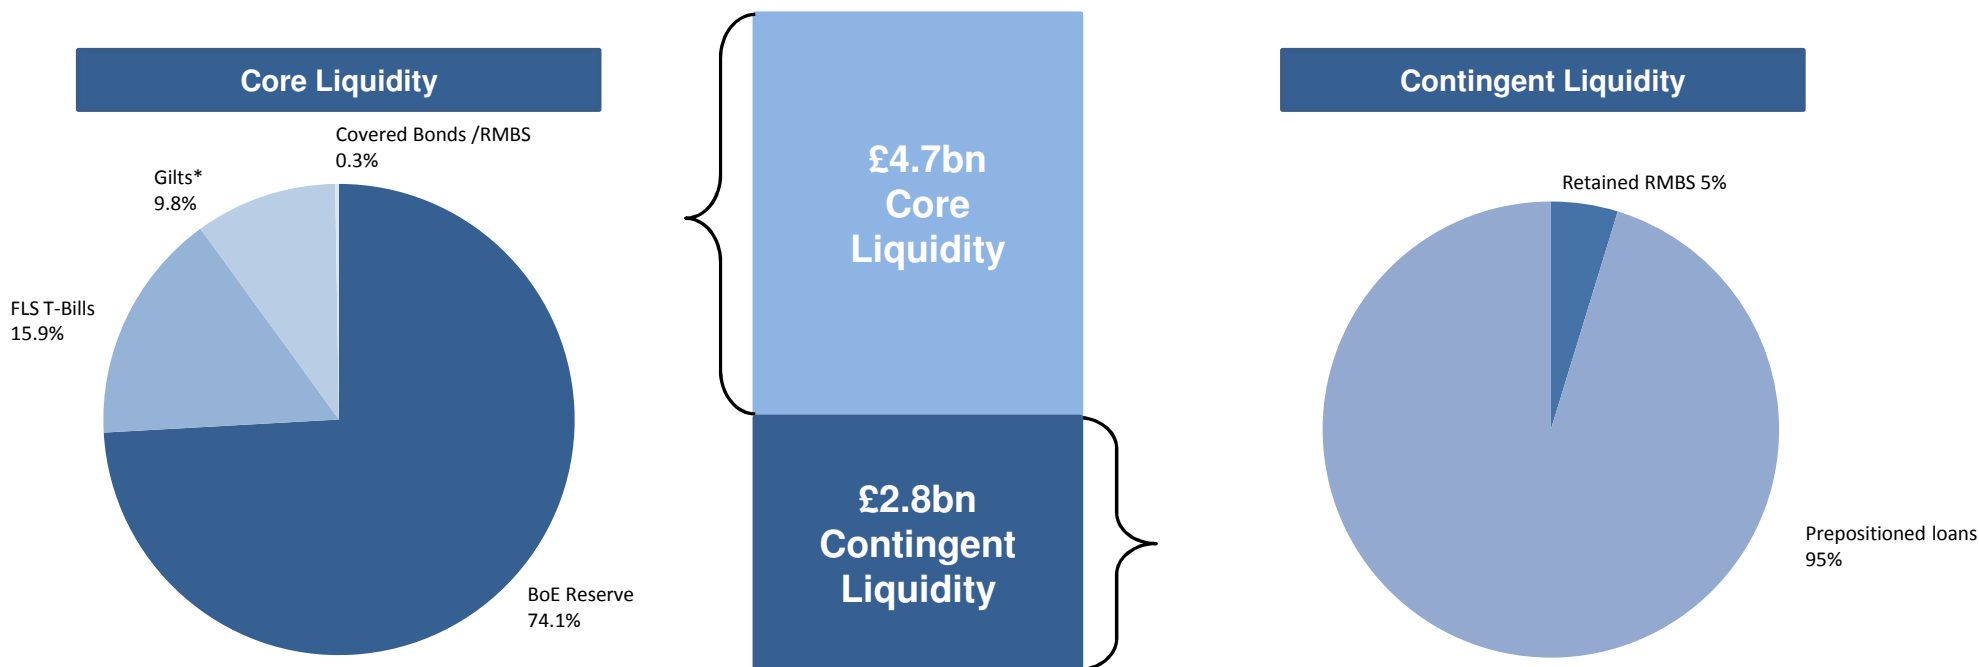 Core Liquidity
Covered Bonds /RMBS
0.3%
Gilts*
9.8%
FLS T-Bills
15.9%
BoE Reserve
74.1%
£4.7bn
Core
Liquidity
£2.8bn
Contingent
Liquidity
Contingent Liquidity
Retained RMBS 5%
Prepositioned loans
95%